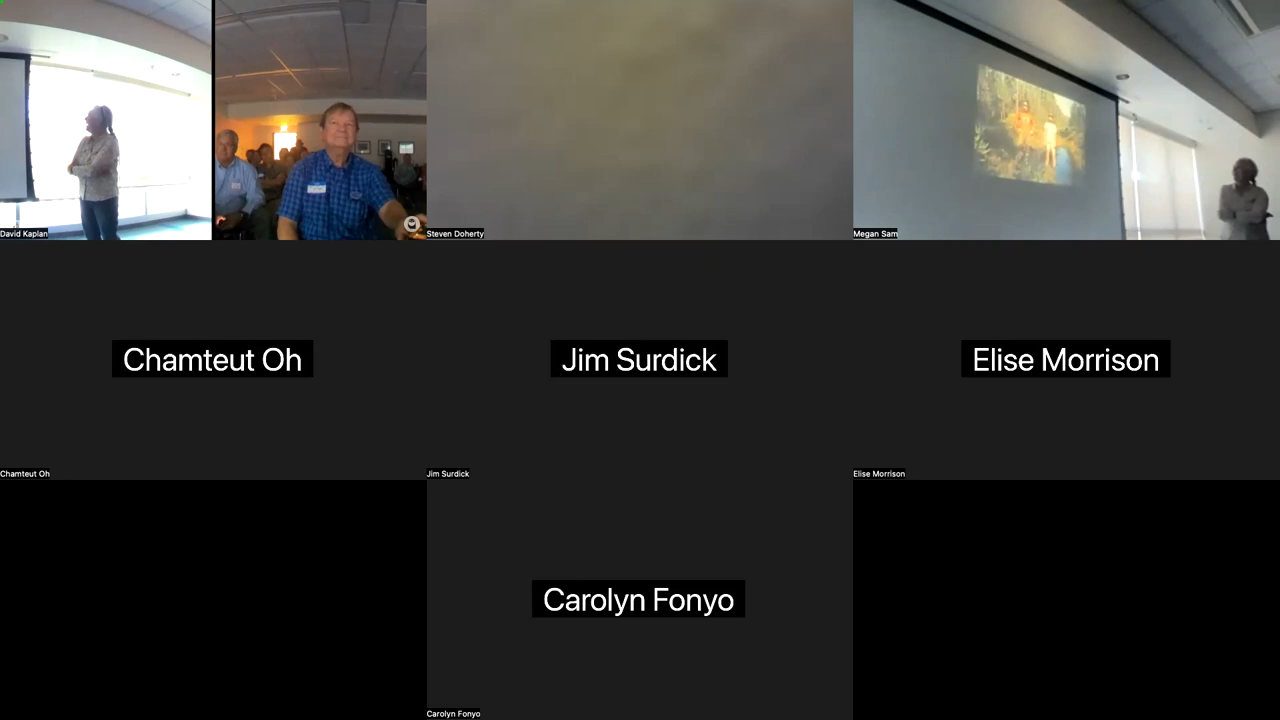 David Kaplan
Steven Doherty
Megan Sam
Chamteut Oh
Jim Surdick
Elise Morrison
Chamteut Oh
Jim Surdick
Elise Morrison
Carolyn Fonyo
Carolyn Fonyo